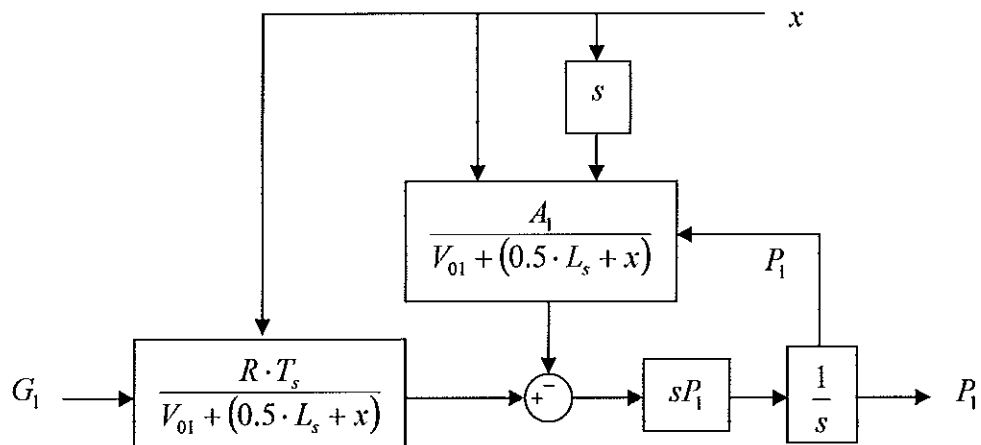 x
s
A₁
V₀₁ + (0.5 · Lₛ + x)
P₁
R · Tₛ
V₀₁ + (0.5 · Lₛ + x)
G₁
+
−
sP₁
1
s
P₁